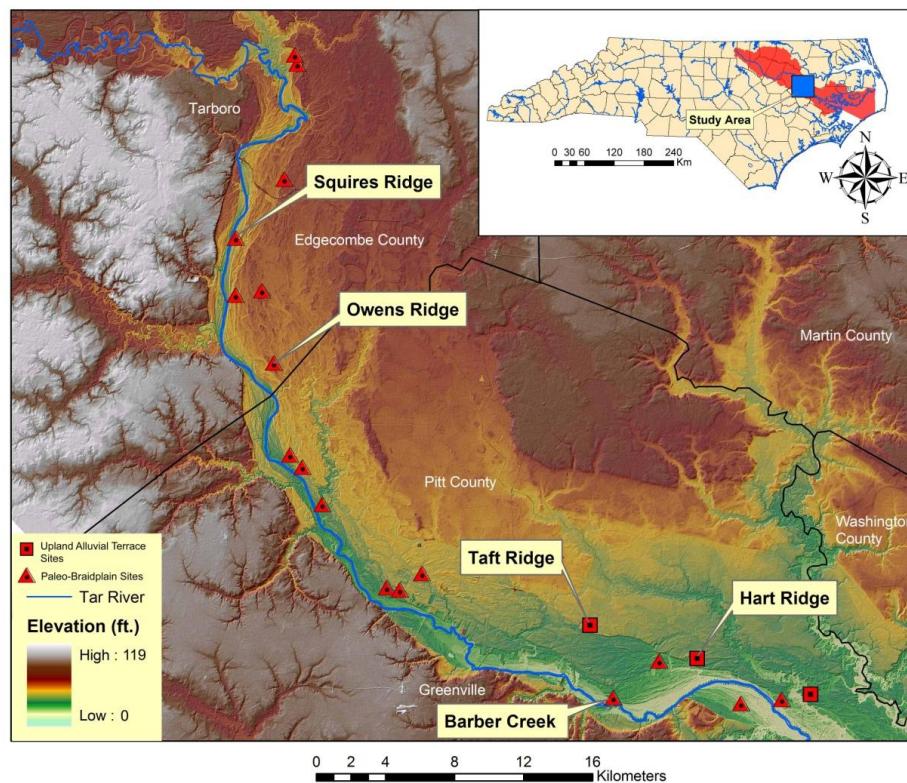 Tarboro
Squires Ridge
Edgecombe County
Owens Ridge
Martin County
Pitt County
Washington
County
Taft Ridge
Hart Ridge
Greenville
Barber Creek
Study Area
0 30 60 120 180 240
Km
N
W E
S
Upland Alluvial Terrace
Sites
Paleo-Braidplain Sites
Tar River
Elevation (ft.)
High : 119
Low : 0
0 2 4 8 12 16
Kilometers